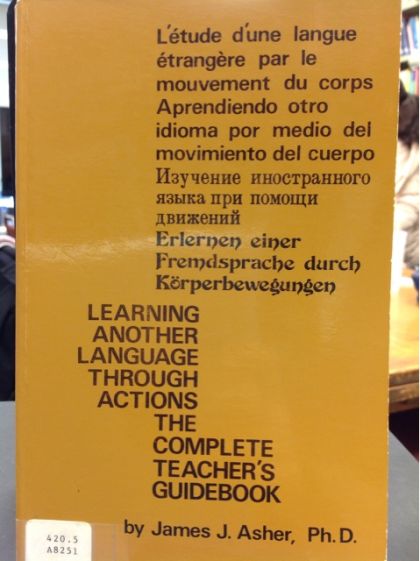 L'étude d'une langue
étrangère par le
mouvement du corps
Aprendiendo otro
idioma por medio del
movimiento del cuerpo
Изучение иностранного
языка при помощи
движений
Erlernen einer
Fremdsprache durch
Körperbewegungen
LEARNING
ANOTHER
LANGUAGE
THROUGH
ACTIONS
THE
COMPLETE
TEACHER'S
GUIDEBOOK
by James J. Asher, Ph.D.
420.5
A8251